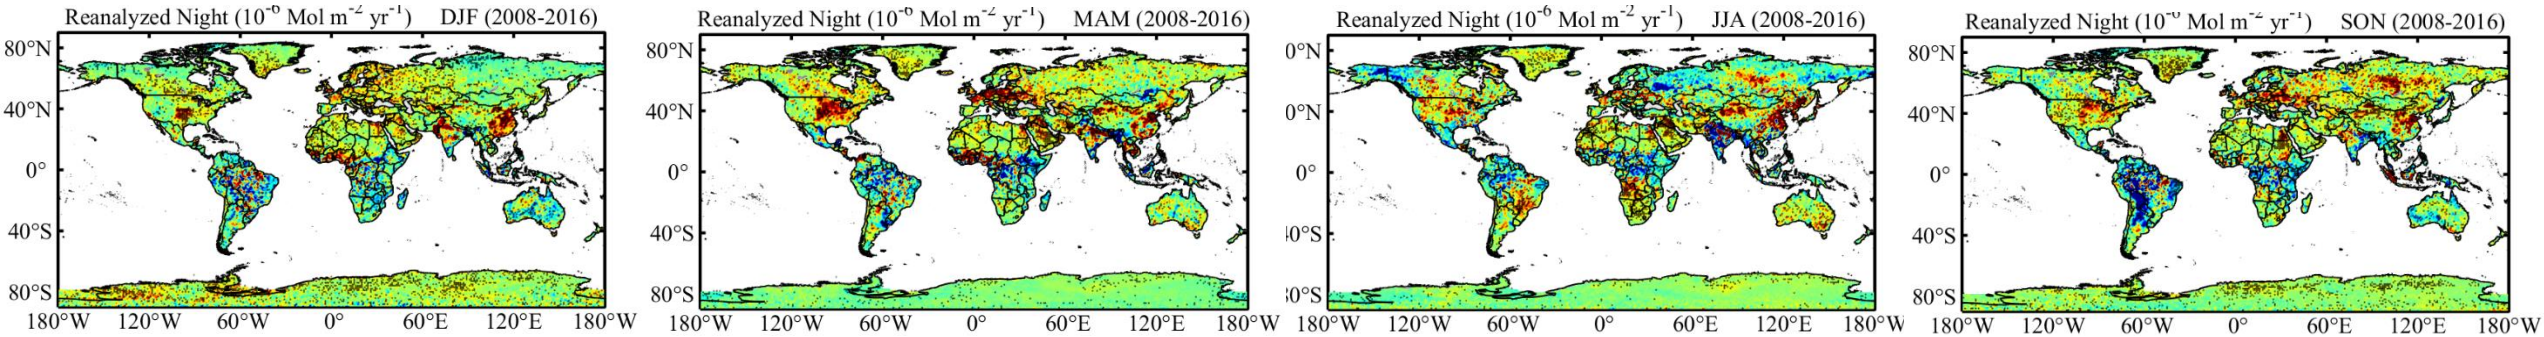 Reanalyzed Night (10⁻⁶ Mol m⁻² yr⁻¹) DJF (2008-2016)
80°N
40°N
0°
40°S
80°S
180°W 120°W 60°W 0° 60°E 120°E 180°W
Reanalyzed Night (10⁻⁶ Mol m⁻² yr⁻¹) MAM (2008-2016)
80°N
40°N
0°
40°S
80°S
180°W 120°W 60°W 0° 60°E 120°E 180°W
Reanalyzed Night (10⁻⁶ Mol m⁻² yr⁻¹) JJA (2008-2016)
0°N
0°N
0°
40°S
80°S
180°W 120°W 60°W 0° 60°E 120°E 180°W
Reanalyzed Night (10⁻⁶ Mol m⁻² yr⁻¹) SON (2008-2016)
80°N
40°N
0°
40°S
80°S
180°W 120°W 60°W 0° 60°E 120°E 180°W